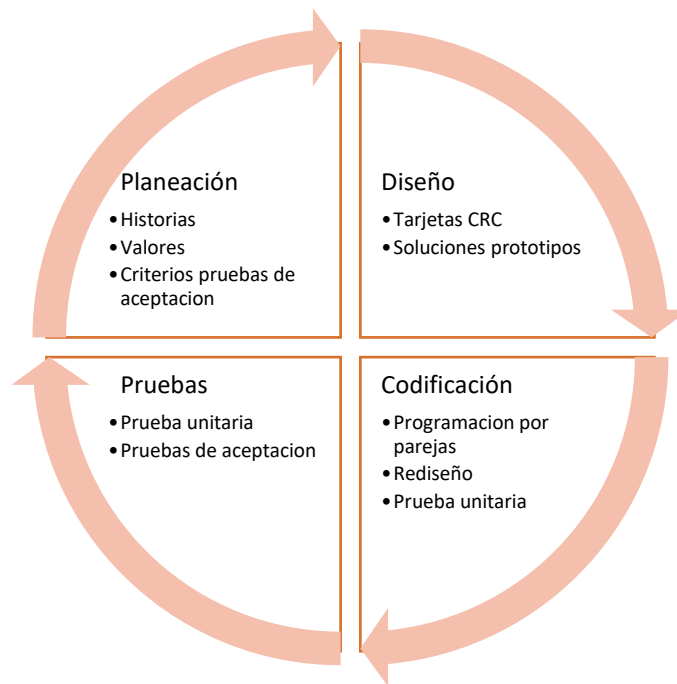 Planeación
•Historias
•Valores
•Criterios pruebas de
aceptacion
Diseño
•Tarjetas CRC
•Soluciones prototipos
Pruebas
•Prueba unitaria
•Pruebas de aceptacion
Codificación
•Programacion por
parejas
•Rediseño
•Prueba unitaria